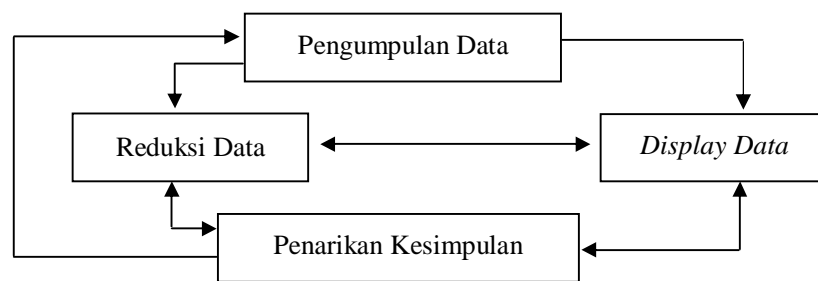 Pengumpulan Data
Reduksi Data
Display Data
Penarikan Kesimpulan